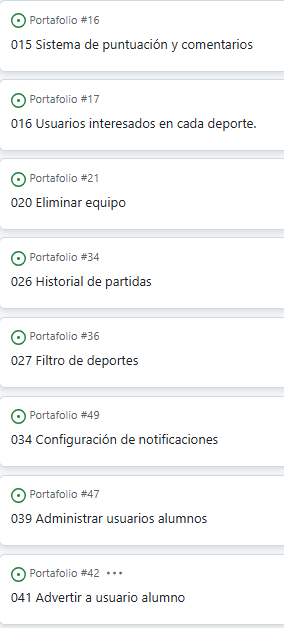 Portafolio #16
015 Sistema de puntuación y comentarios
Portafolio #17
016 Usuarios interesados en cada deporte.
Portafolio #21
020 Eliminar equipo
Portafolio #34
026 Historial de partidas
Portafolio #36
027 Filtro de deportes
Portafolio #49
034 Configuración de notificaciones
Portafolio #47
039 Administrar usuarios alumnos
Portafolio #42 •••
041 Advertir a usuario alumno